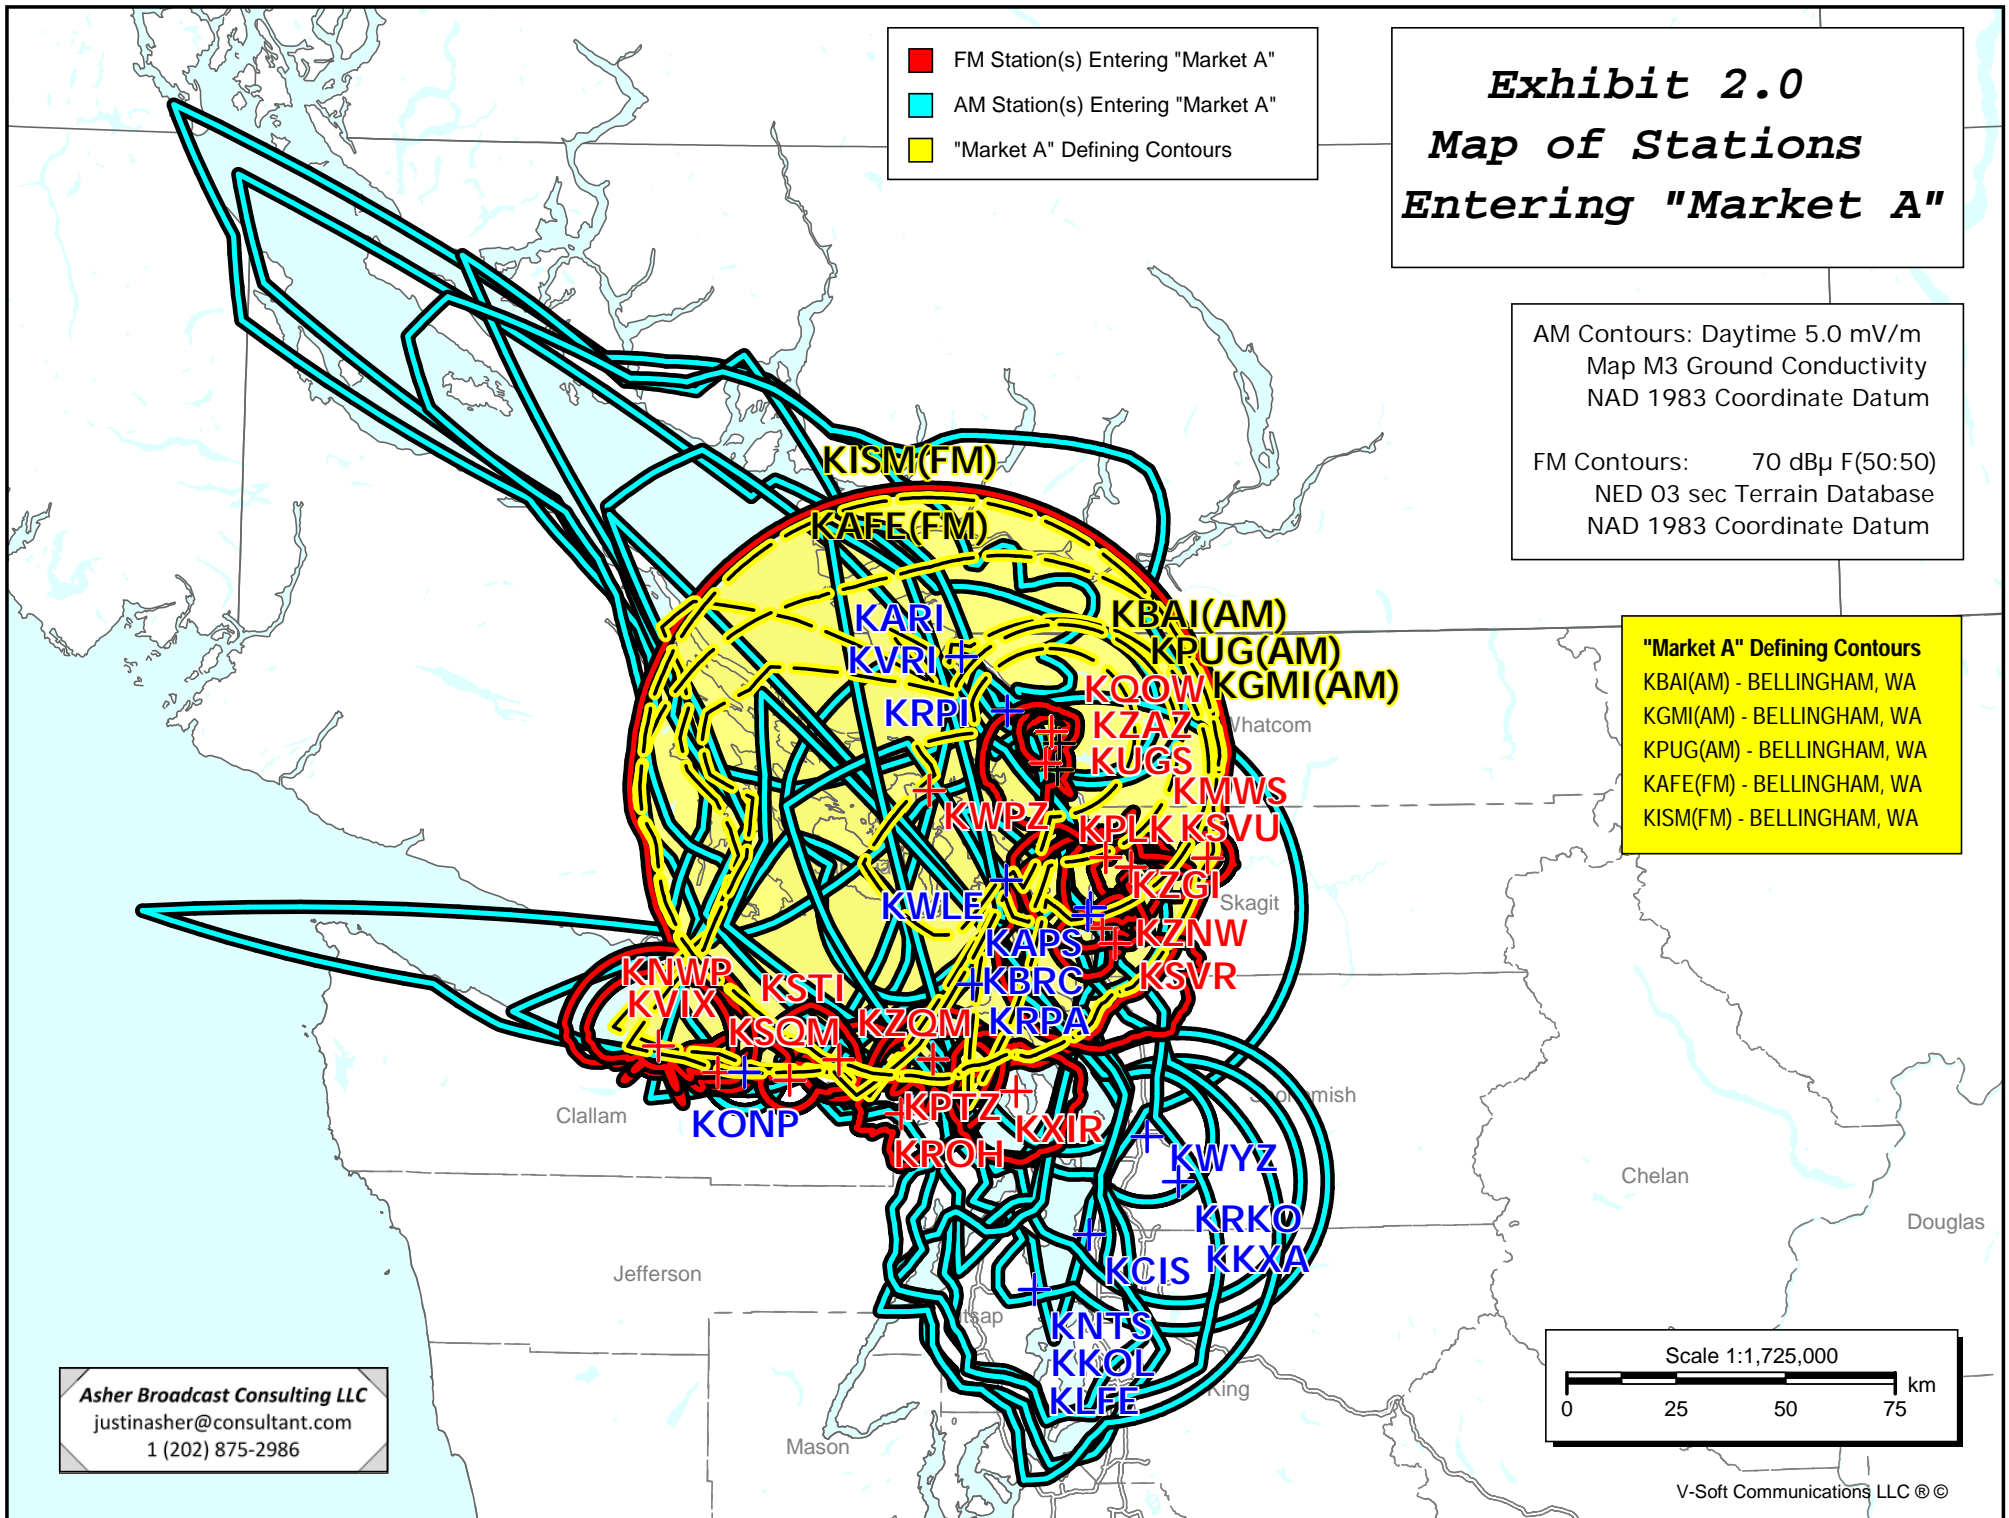 FM Station(s) Entering "Market A"
AM Station(s) Entering "Market A"
"Market A" Defining Contours
Exhibit 2.0
Map of Stations
Entering "Market A"
AM Contours: Daytime 5.0 mV/m
Map M3 Ground Conductivity
NAD 1983 Coordinate Datum
FM Contours: 70 dBµ F(50:50)
NED 03 sec Terrain Database
NAD 1983 Coordinate Datum
"Market A" Defining Contours
KBAI(AM) - BELLINGHAM, WA
KGMI(AM) - BELLINGHAM, WA
KPUG(AM) - BELLINGHAM, WA
KAFE(FM) - BELLINGHAM, WA
KISM(FM) - BELLINGHAM, WA
KISM(FM)
KAFE(FM)
KBAI(AM)
KPUG(AM)
KGMI(AM)
KARI
KVRI
KRPI
KQOW
KZAZ
KUGS
Whatcom
KMWS
KWPZ
KPLK
KSVU
KZGI
Skagit
KWLE
KAPS
KZNW
KSVR
KBRC
KRPA
KNWP
KVIX
KSTI
KSQM
KZQM
KONP
KPTZ
KXIR
KROH
Clallam
KWYZ
KRKO
KKXA
KCIS
KNTS
KKOL
KLFE
Jefferson
Chelan
Douglas
King
Mason
Scale 1:1,725,000
km
0 25 50 75
Asher Broadcast Consulting LLC
justinasher@consultant.com
1 (202) 875-2986
V-Soft Communications LLC ® ©